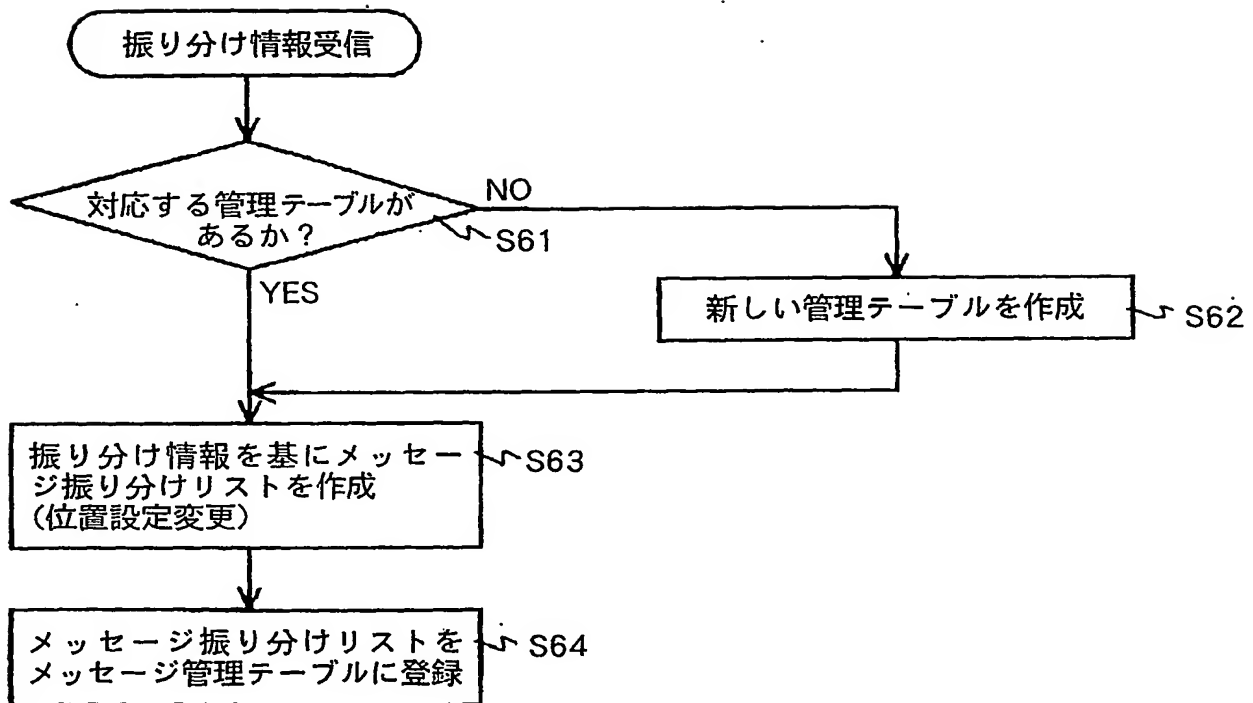 振り分け情報受信
対応する管理テーブルが
あるか？
NO
S61
YES
新しい管理テーブルを作成
S62
振り分け情報を基にメッセー
ジ振り分けリストを作成
（位置設定変更）
S63
メッセージ振り分けリストを
メッセージ管理テーブルに登録
S64